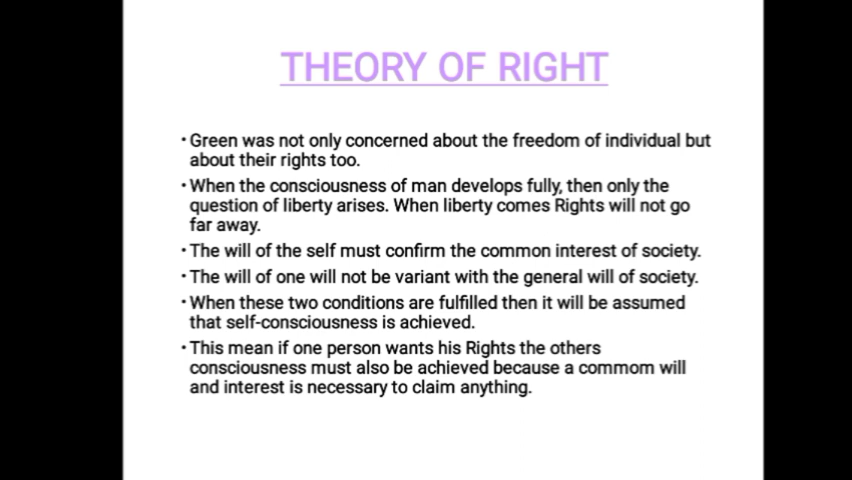 THEORY OF RIGHT
• Green was not only concerned about the freedom of individual but
about their rights too.
• When the consciousness of man develops fully, then only the
question of liberty arises. When liberty comes Rights will not go
far away.
• The will of the self must confirm the common interest of society.
• The will of one will not be variant with the general will of society.
• When these two conditions are fulfilled then it will be assumed
that self-consciousness is achieved.
• This mean if one person wants his Rights the others
consciousness must also be achieved because a commom will
and interest is necessary to claim anything.